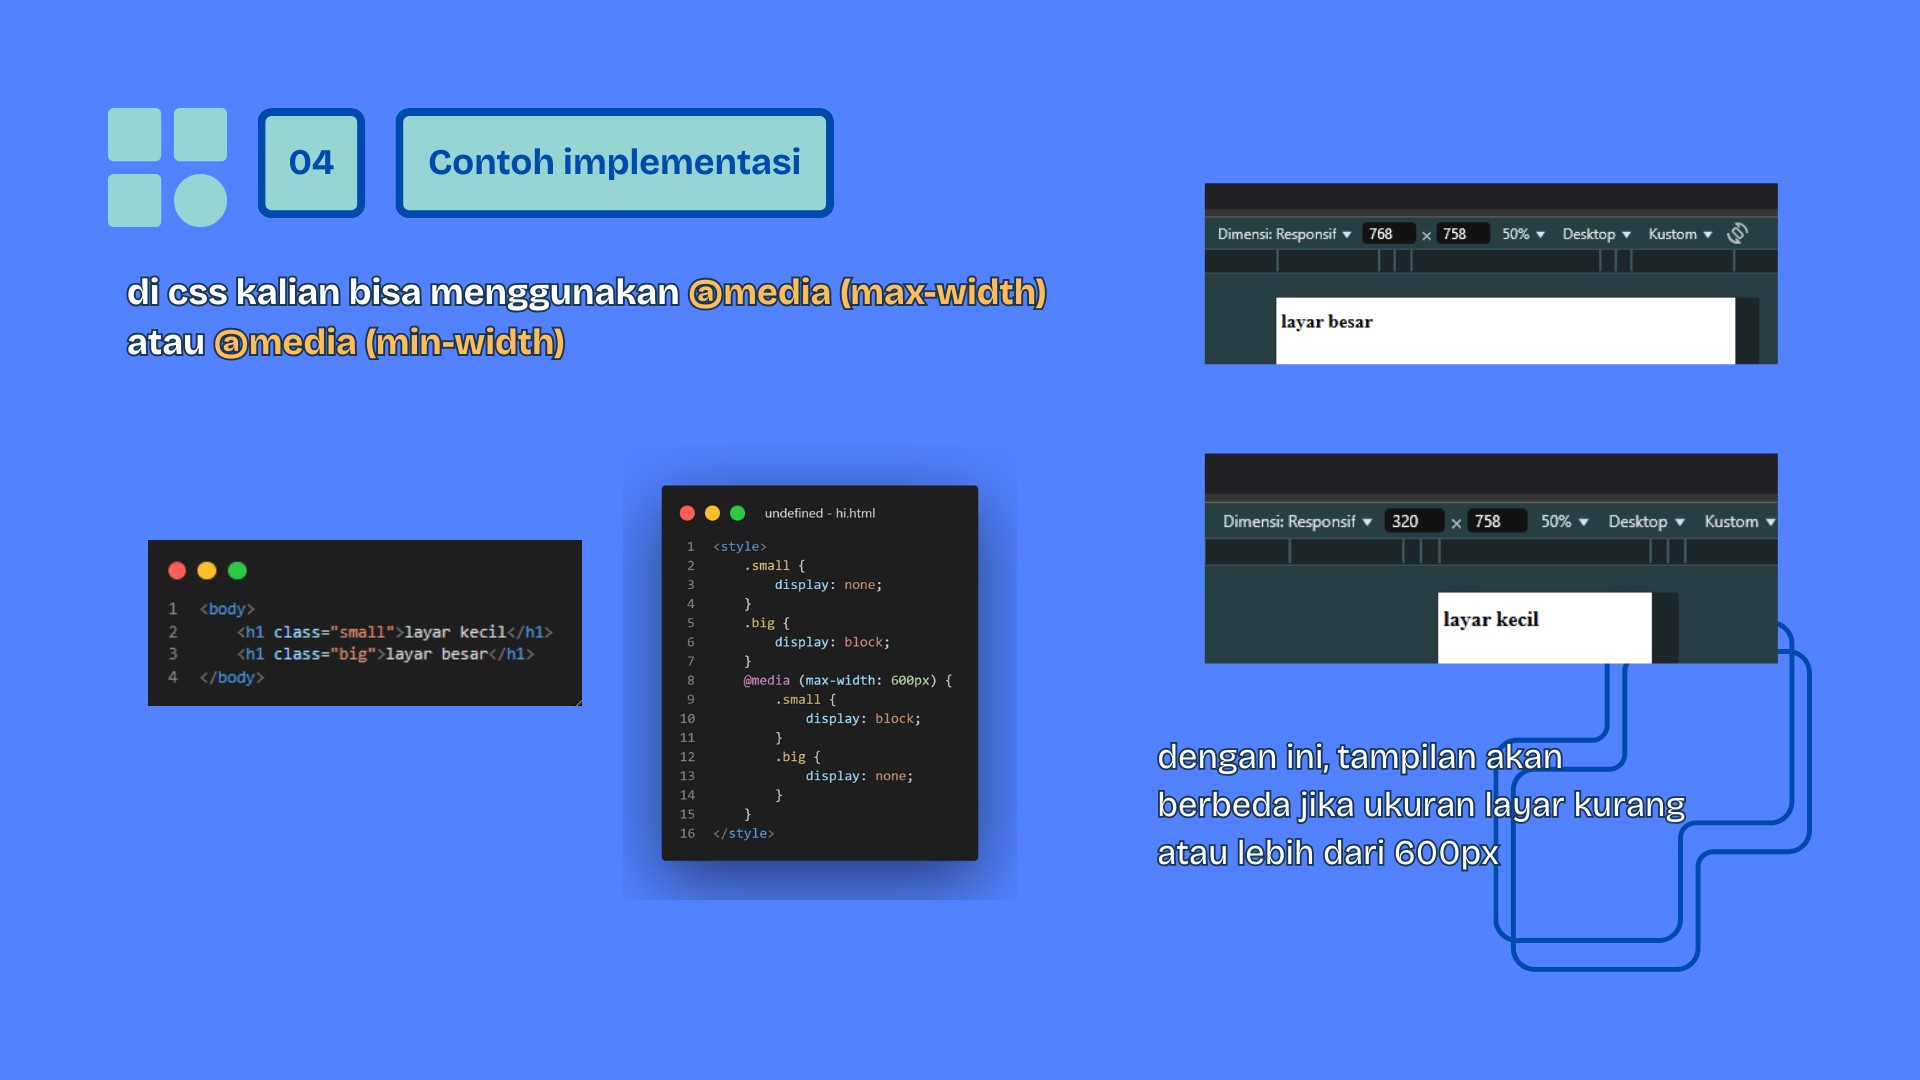 04
Contoh implementasi
di css kalian bisa menggunakan @media (max-width)
atau @media (min-width)
1 <body>
2     <h1 class="small">layar kecil</h1>
3     <h1 class="big">layar besar</h1>
4 </body>
undefined - hi.html
1 <style>
2     .small {
3         display: none;
4     }
5     .big {
6         display: block;
7     }
8     @media (max-width: 600px) {
9         .small {
10             display: block;
11         }
12         .big {
13             display: none;
14         }
15     }
16 </style>
Dimensi: Responsif ▼ 768 × 758 50% ▼ Desktop ▼ Kustom ▼
layar besar
Dimensi: Responsif ▼ 320 × 758 50% ▼ Desktop ▼ Kustom ▼
layar kecil
dengan ini, tampilan akan
berbeda jika ukuran layar kurang
atau lebih dari 600px